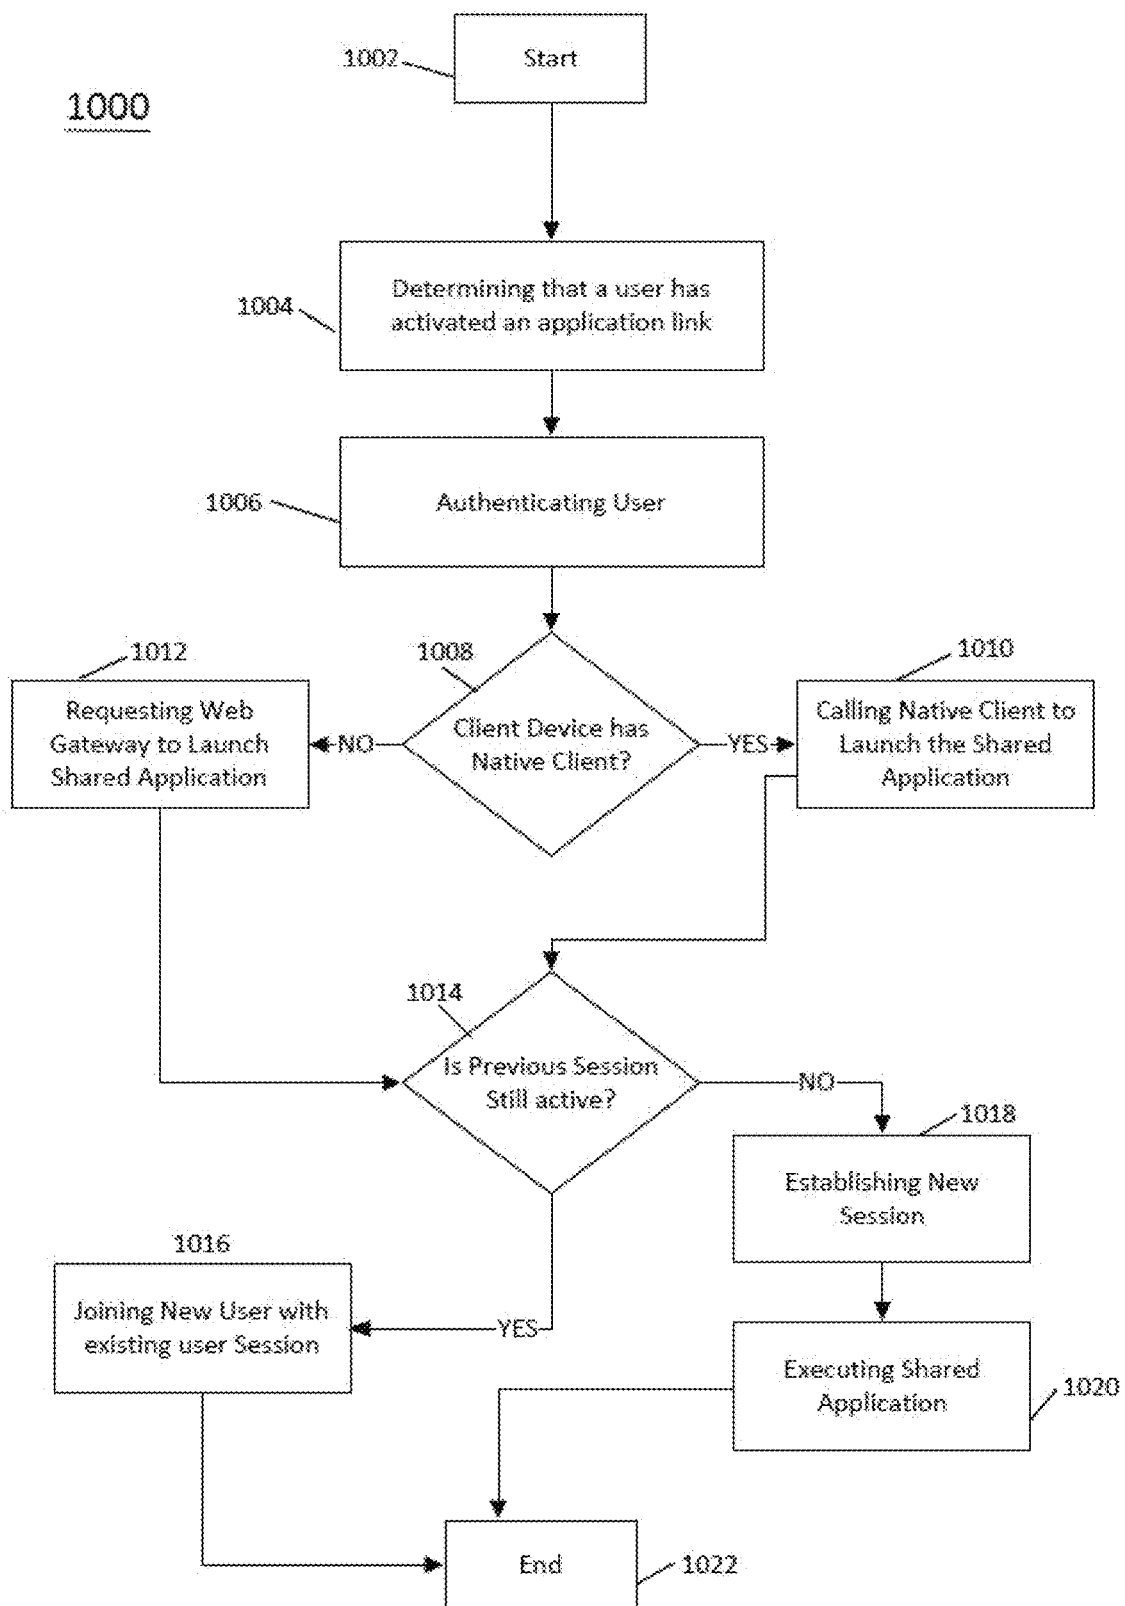 1000
1002
Start
1004
Determining that a user has
activated an application link
1006
Authenticating User
1008
Client Device has
Native Client?
NO
YES
1012
Requesting Web
Gateway to Launch
Shared Application
1010
Calling Native Client to
Launch the Shared
Application
1014
Is Previous Session
Still active?
NO
YES
1018
Establishing New
Session
1016
Joining New User with
existing user Session
Executing Shared
Application
1020
End
1022